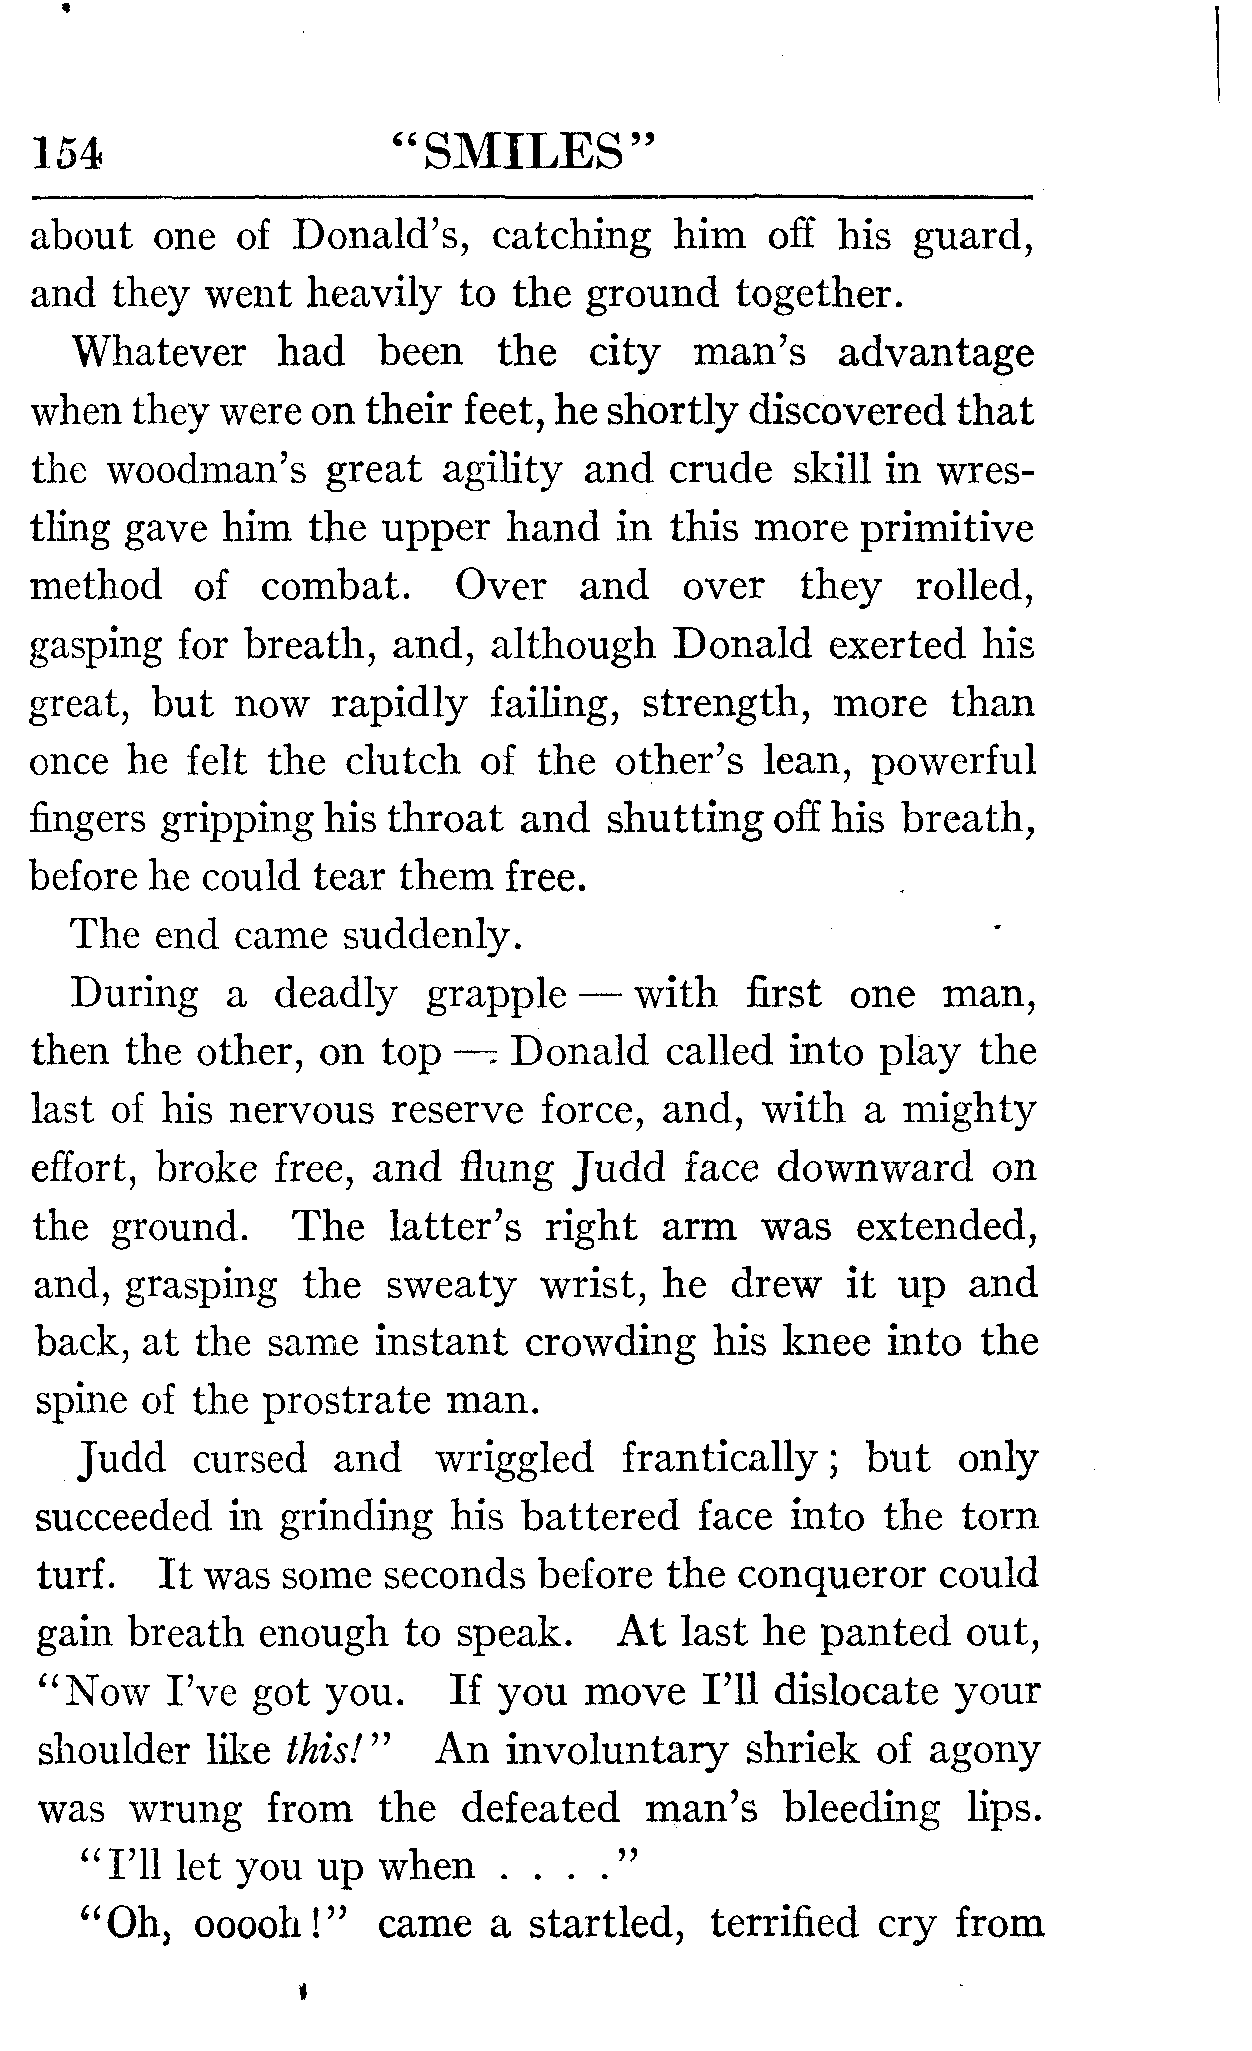 154 "SMILES"
about one of Donald's, catching him off his guard,
and they went heavily to the ground together.
Whatever had been the city man's advantage
when they were on their feet, he shortly discovered that
the woodman's great agility and crude skill in wres-
tling gave him the upper hand in this more primitive
method of combat. Over and over they rolled,
gasping for breath, and, although Donald exerted his
great, but now rapidly failing, strength, more than
once he felt the clutch of the other's lean, powerful
fingers gripping his throat and shutting off his breath,
before he could tear them free.
The end came suddenly.
During a deadly grapple — with first one man,
then the other, on top — Donald called into play the
last of his nervous reserve force, and, with a mighty
effort, broke free, and flung Judd face downward on
the ground. The latter's right arm was extended,
and, grasping the sweaty wrist, he drew it up and
back, at the same instant crowding his knee into the
spine of the prostrate man.
Judd cursed and wriggled frantically; but only
succeeded in grinding his battered face into the torn
turf. It was some seconds before the conqueror could
gain breath enough to speak. At last he panted out,
"Now I've got you. If you move I'll dislocate your
shoulder like this!" An involuntary shriek of agony
was wrung from the defeated man's bleeding lips.
"I'll let you up when . . . ."
"Oh, ooooh!" came a startled, terrified cry from